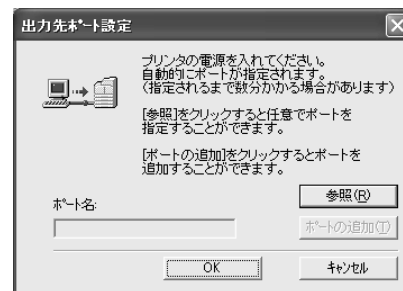 出力先ﾎﾟｰﾄ設定
プリンタの電源を入れてください。
自動的にポートが指定されます。
(指定されるまで数分かかる場合があります)
[参照]をクリックすると任意でポートを
指定することができます。
[ポートの追加]をクリックするとポートを
追加することができます。
参照(R)
ﾎﾟｰﾄ名:
ﾎﾟｰﾄの追加(T)
OK
ｷｬﾝｾﾙ